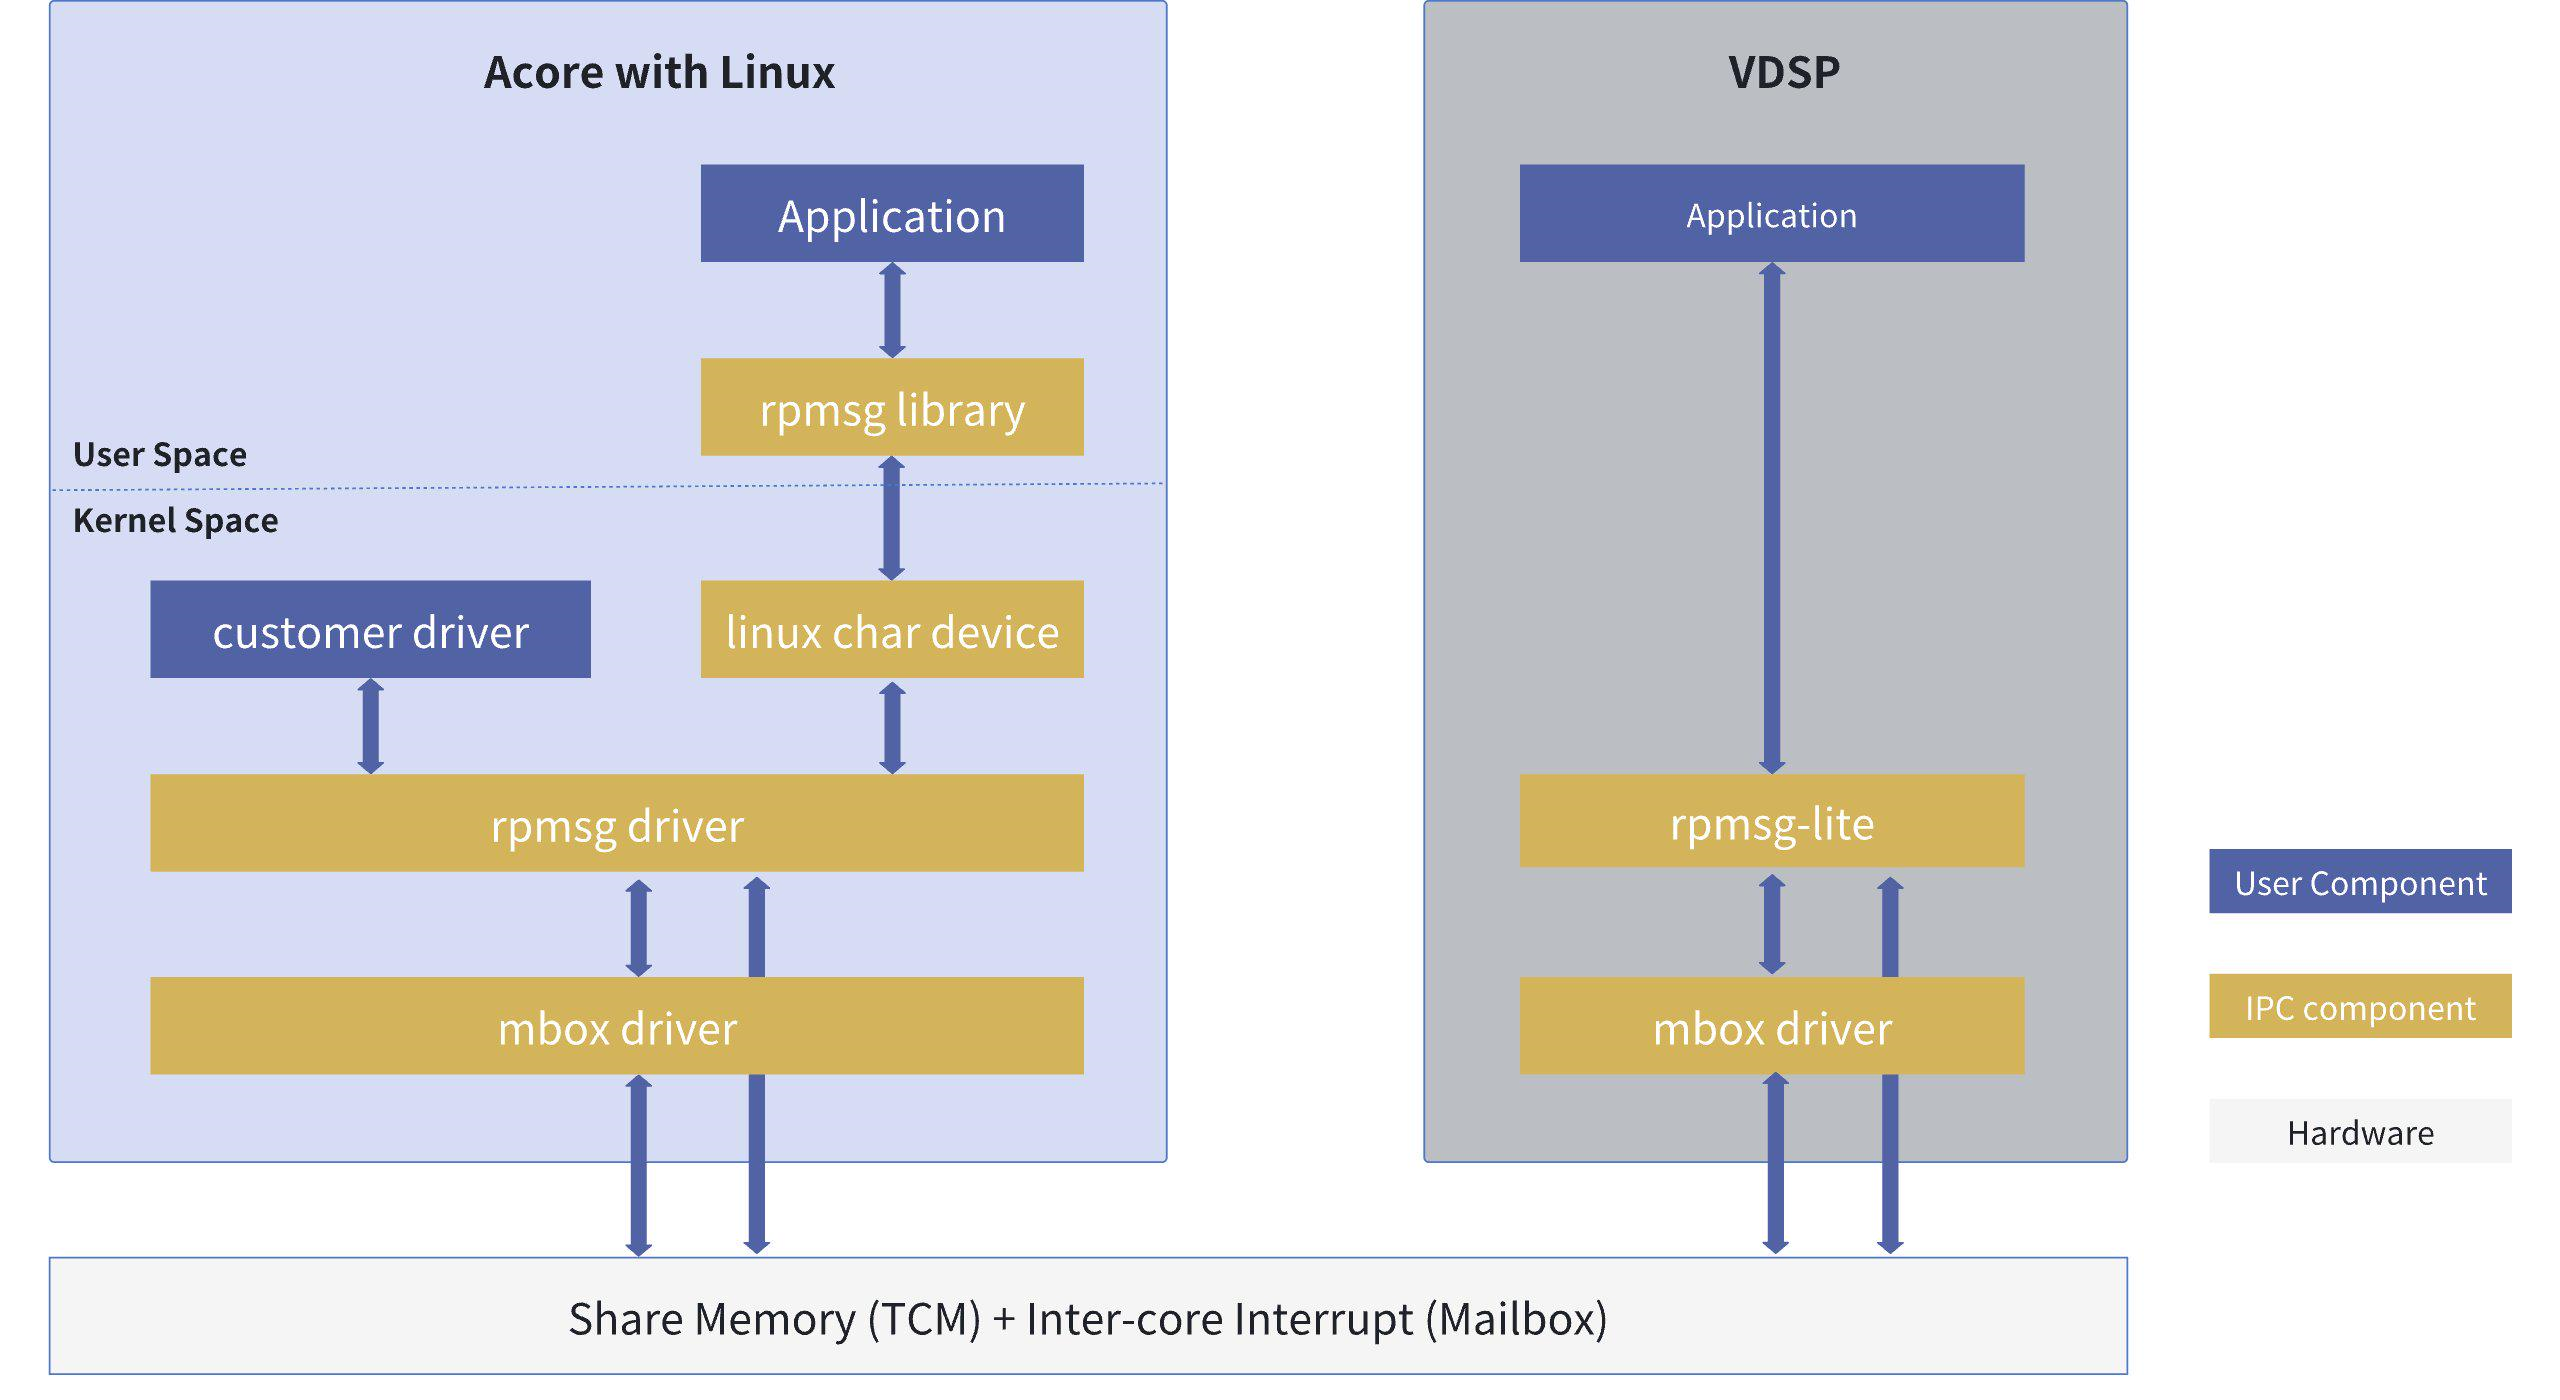 Acore with Linux
Application
rpmsg library
User Space
Kernel Space
customer driver
linux char device
rpmsg driver
mbox driver
VDSP
Application
rpmsg-lite
mbox driver
Share Memory (TCM) + Inter-core Interrupt (Mailbox)
User Component
IPC component
Hardware